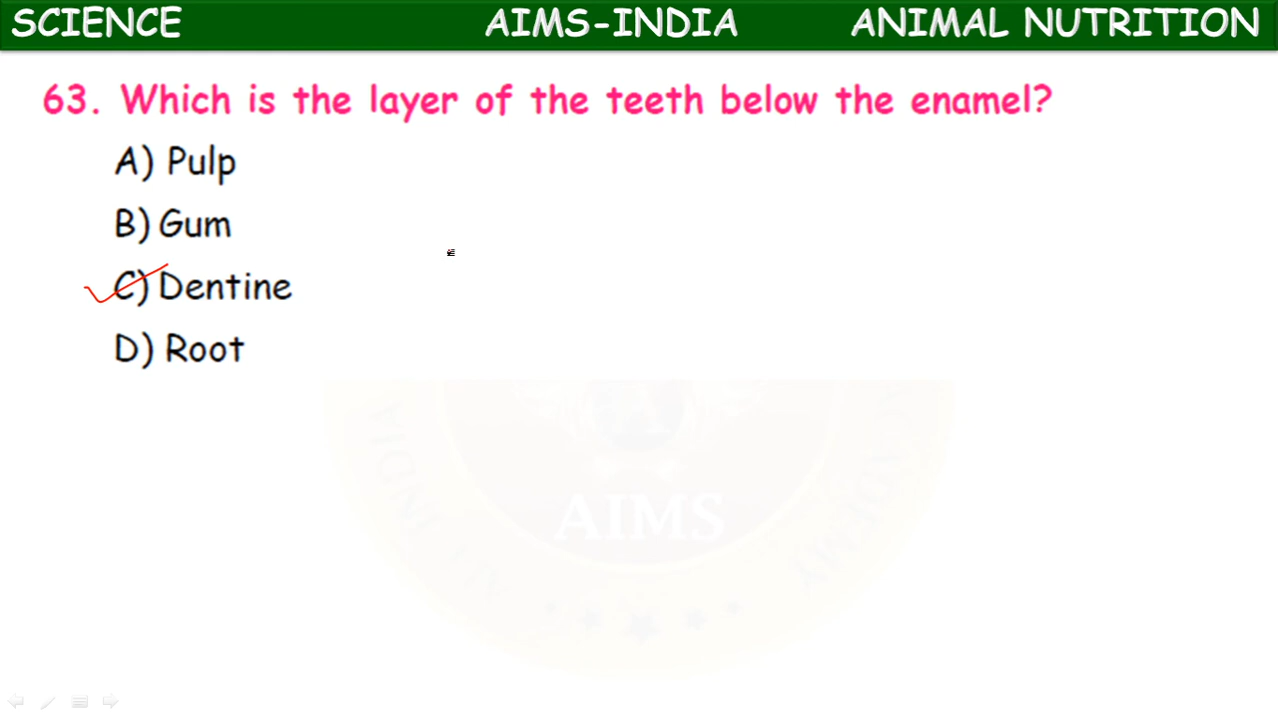 SCIENCE AIMS-INDIA ANIMAL NUTRITION
63. Which is the layer of the teeth below the enamel?
A) Pulp
B) Gum
C) Dentine
D) Root
AIMS